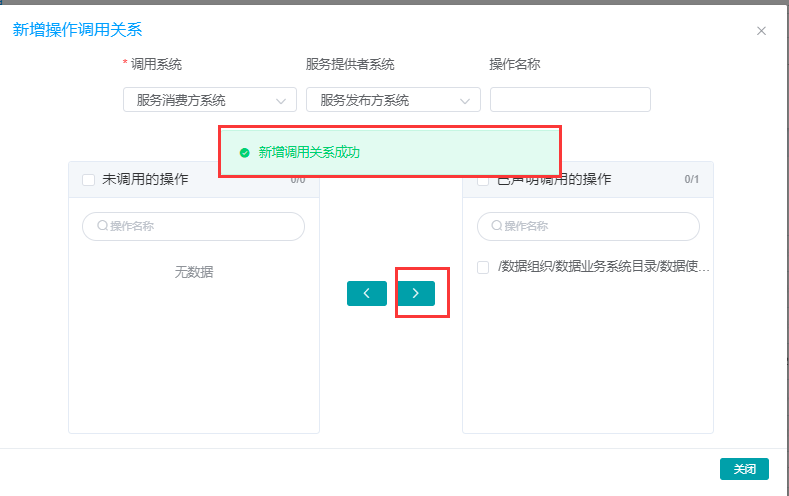 新增操作调用关系
* 调用系统 服务提供者系统 操作名称
服务消费方系统 服务发布方系统
新增调用关系成功
未调用的操作 0/0 已声明调用的操作 0/1
操作名称 操作名称
无数据 /数据组织/数据业务系统目录/数据使...
关闭